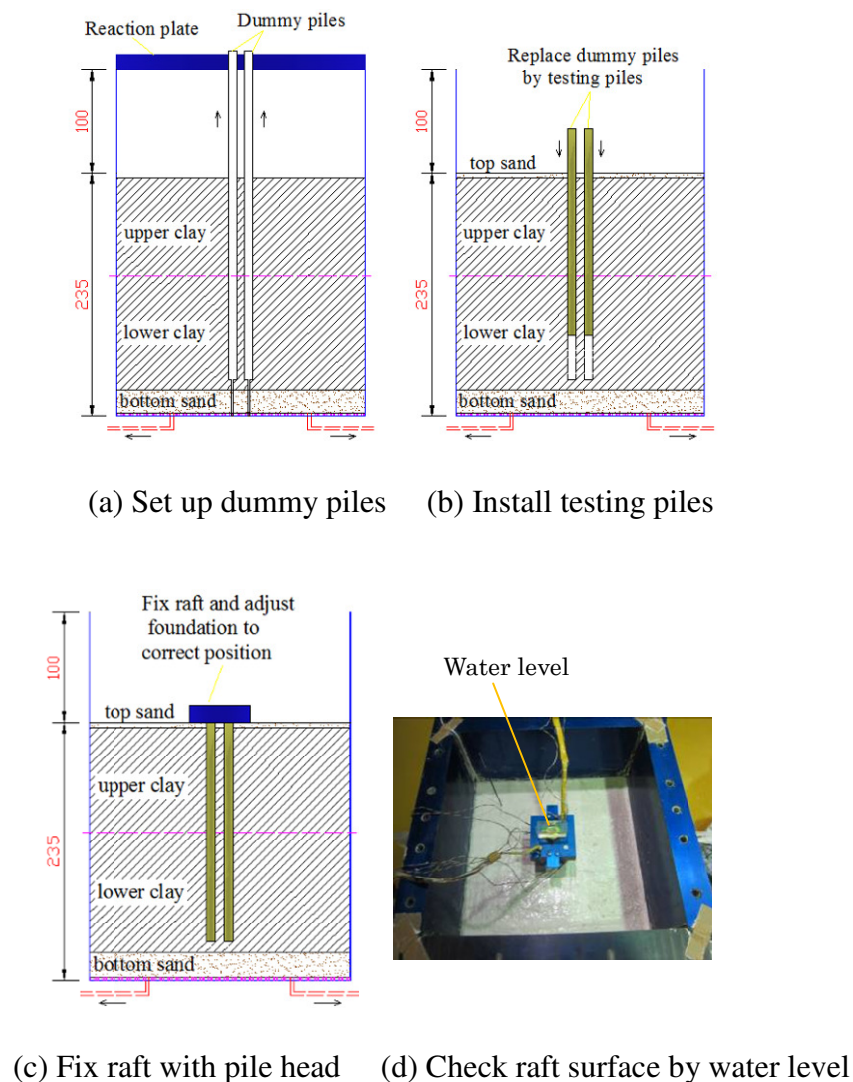 Reaction plate
Dummy piles
100
upper clay
235
lower clay
bottom sand
Replace dummy piles
by testing piles
100
top sand
upper clay
235
lower clay
bottom sand
(a) Set up dummy piles
(b) Install testing piles
Fix raft and adjust
foundation to
correct position
100
top sand
upper clay
235
lower clay
bottom sand
Water level
(c) Fix raft with pile head
(d) Check raft surface by water level